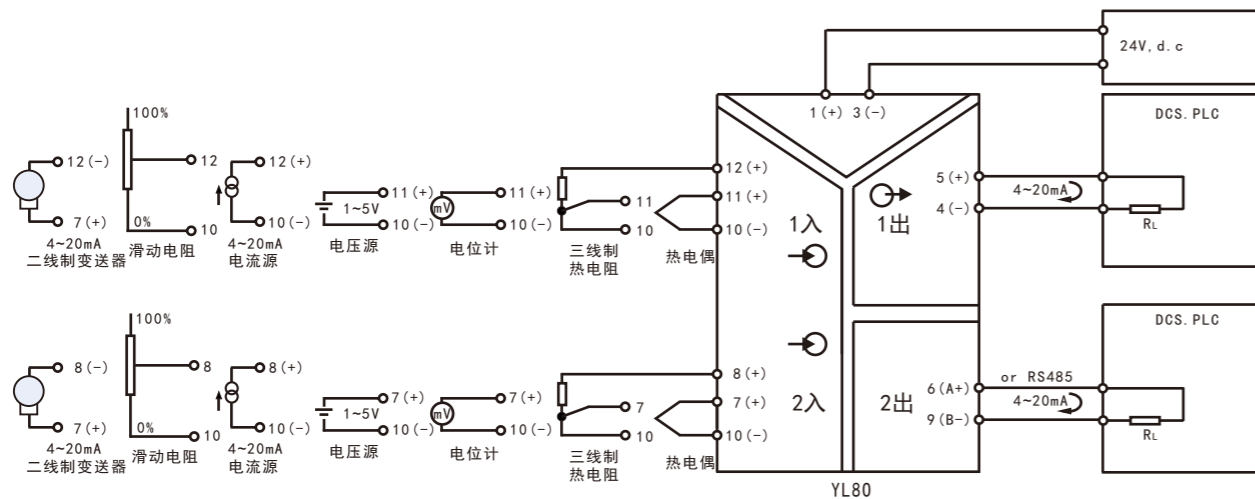 24V,d.c
1(+) 3(-)
DCS.PLC
100%
12(-)
12
12(+)
12(+)
11(+)
11(+)
11
11(+)
5(+)
4~20mA
1~5V
mV
7(+)
0%
10
10(-)
10(-)
10(-)
10
10(-)
4(-)
RL
1入
1出
4~20mA
二线制变送器
滑动电阻
4~20mA
电流源
电压源
电位计
三线制
热电阻
热电偶
DCS.PLC
100%
8(-)
8
8(+)
8(+)
7(+)
7(+)
7
7(+)
6(A+)
or RS485
4~20mA
1~5V
mV
7(+)
0%
10
10(-)
10(-)
10(-)
10
10(-)
9(B-)
RL
2入
2出
4~20mA
二线制变送器
滑动电阻
4~20mA
电流源
电压源
电位计
三线制
热电阻
热电偶
YL80